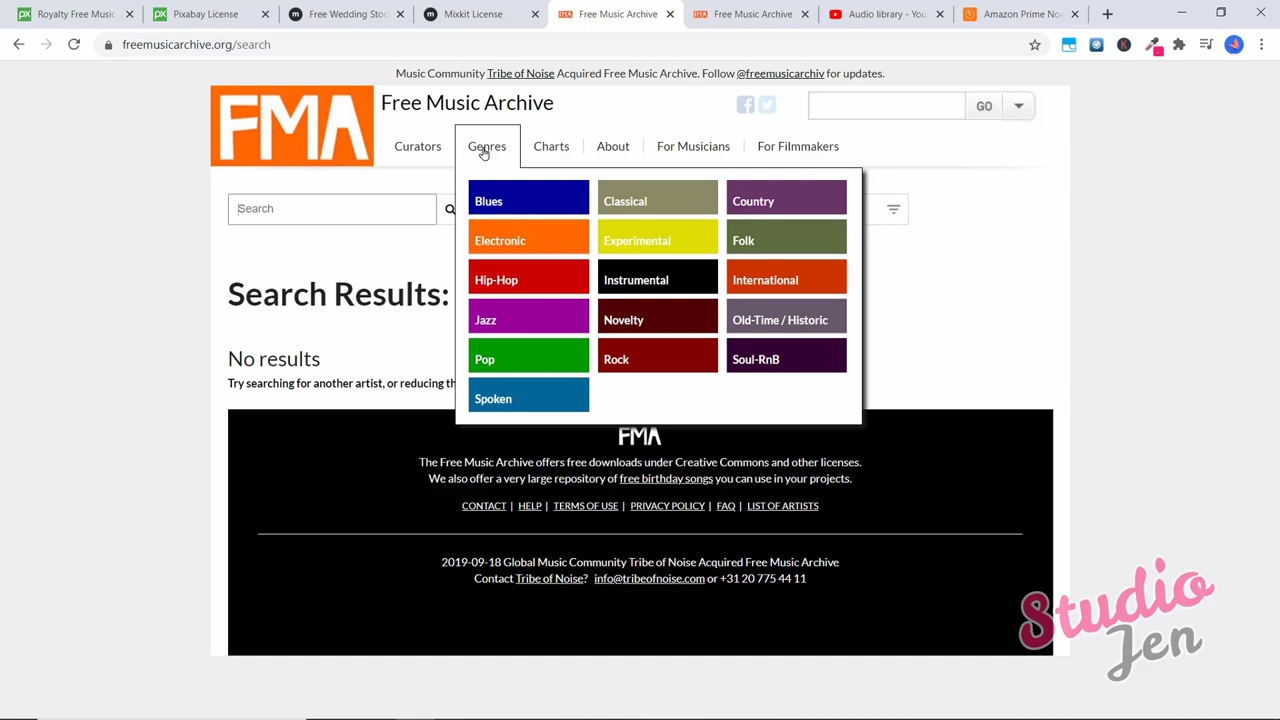 Royalty Free Music
Pixabay License
Free Wedding Stoc
Mixkit License
Free Music Archive
Free Music Archive
Audio library - You
Amazon Prime No
freemusicarchive.org/search
Music Community Tribe of Noise Acquired Free Music Archive. Follow @freemusicarchiv for updates.
FMA
Free Music Archive
GO
Curators
Genres
Charts
About
For Musicians
For Filmmakers
Search
Blues
Classical
Country
Electronic
Experimental
Folk
Hip-Hop
Instrumental
International
Jazz
Novelty
Old-Time / Historic
Pop
Rock
Soul-RnB
Spoken
Search Results:
No results
Try searching for another artist, or reducing th
FMA
The Free Music Archive offers free downloads under Creative Commons and other licenses.
We also offer a very large repository of free birthday songs you can use in your projects.
CONTACT | HELP | TERMS OF USE | PRIVACY POLICY | FAQ | LIST OF ARTISTS
2019-09-18 Global Music Community Tribe of Noise Acquired Free Music Archive
Contact Tribe of Noise? info@tribeofnoise.com or +31 20 775 44 11
Studio
Jen